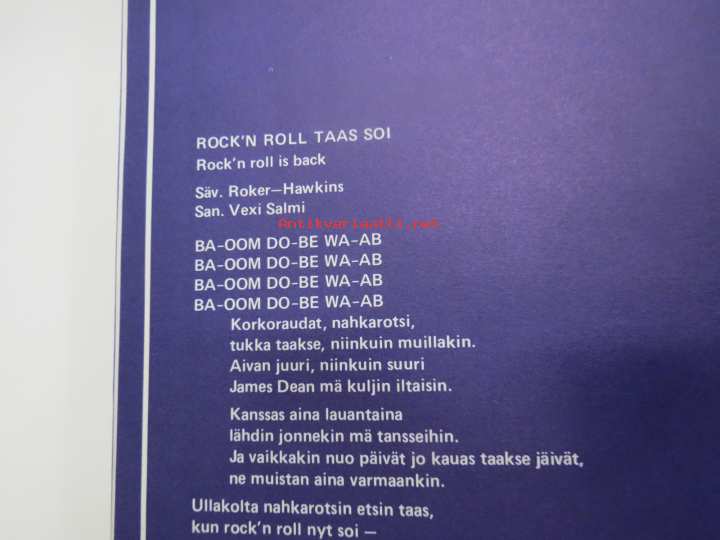 ROCK'N ROLL TAAS SOI
Rock'n roll is back
Säv. Roker—Hawkins
San. Vexi Salmi
Antikvariaatti.net
BA-OOM DO-BE WA-AB
BA-OOM DO-BE WA-AB
BA-OOM DO-BE WA-AB
BA-OOM DO-BE WA-AB
Korkoraudat, nahkarotsi,
tukka taakse, niinkuin muillakin.
Aivan juuri, niinkuin suuri
James Dean mä kuljin iltaisin.
Kanssas aina lauantaina
lähdin jonnekin mä tansseihin.
Ja vaikkakin nuo päivät jo kauas taakse jäivät,
ne muistan aina varmaankin.
Ullakolta nahkarotsin etsin taas,
kun rock'n roll nyt soi —